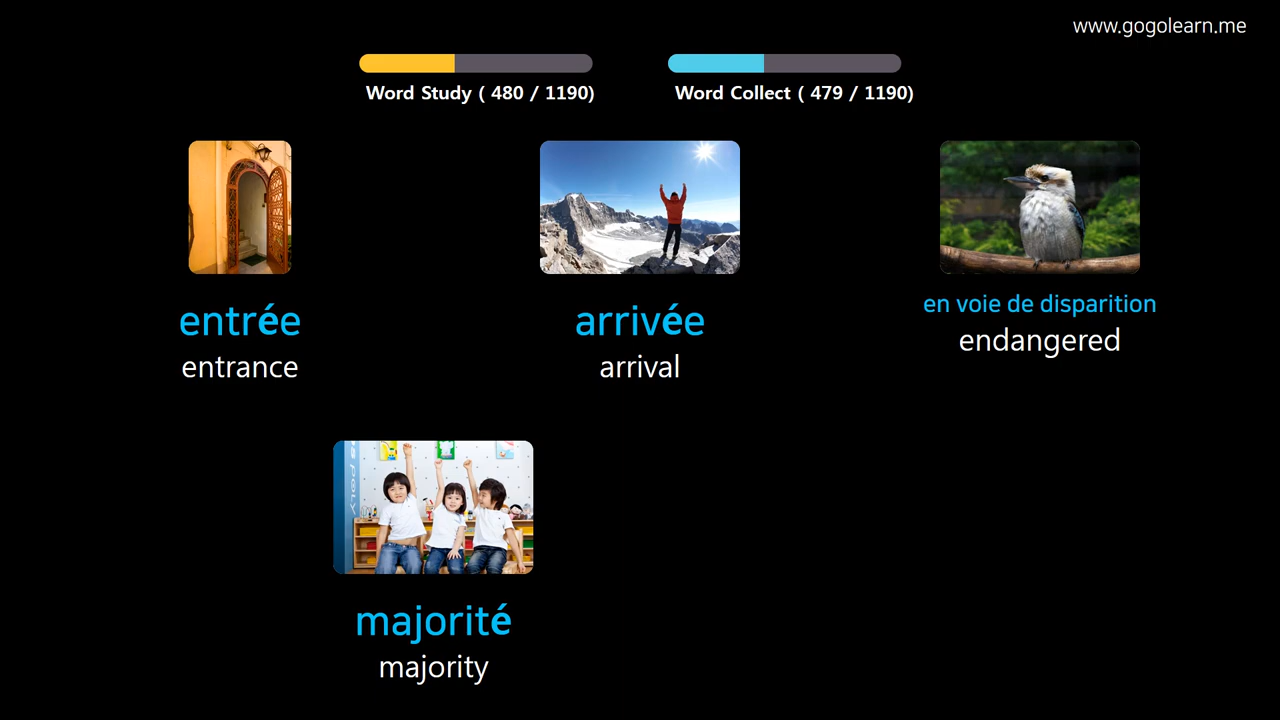 www.gogolearn.me
Word Study ( 480 / 1190)
Word Collect ( 479 / 1190)
entrée
entrance
arrivée
arrival
en voie de disparition
endangered
POLY
majorité
majority